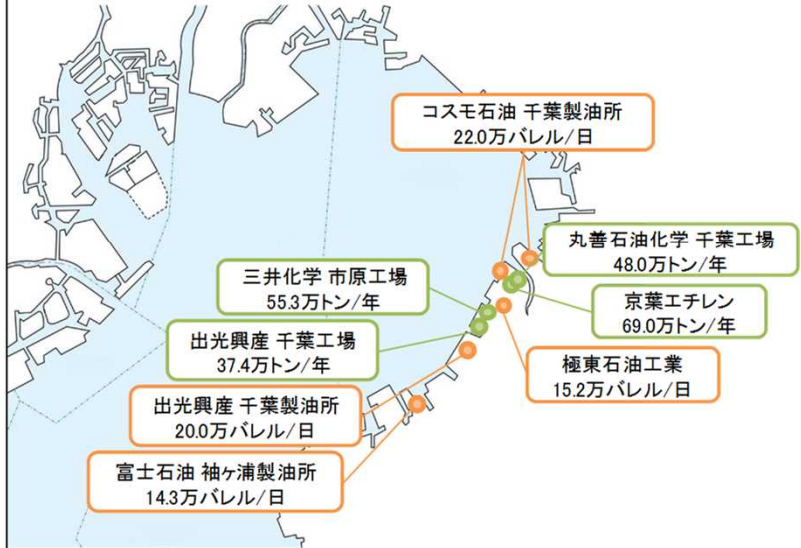 コスモ石油 千葉製油所
22.0万バレル/日
丸善石油化学 千葉工場
48.0万トン/年
三井化学 市原工場
55.3万トン/年
京葉エチレン
69.0万トン/年
出光興産 千葉工場
37.4万トン/年
極東石油工業
15.2万バレル/日
出光興産 千葉製油所
20.0万バレル/日
富士石油 袖ヶ浦製油所
14.3万バレル/日